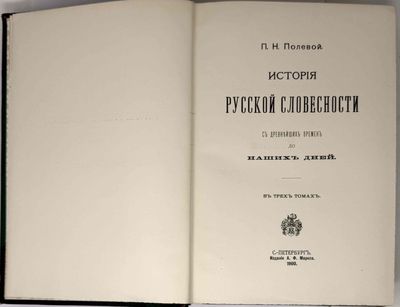 П. Н. Полевой.
ИСТОРІЯ
РУССКОЙ СЛОВЕСНОСТИ
СЪ ДРЕВНѢЙШИХЪ ВРЕМЕНЪ
ДО
НАШИХЪ ДНЕЙ.
ВЪ ТРЕХЪ ТОМАХЪ.
С.-ПЕТЕРБУРГЪ.
Изданіе А. Ф. Маркса.
1900.